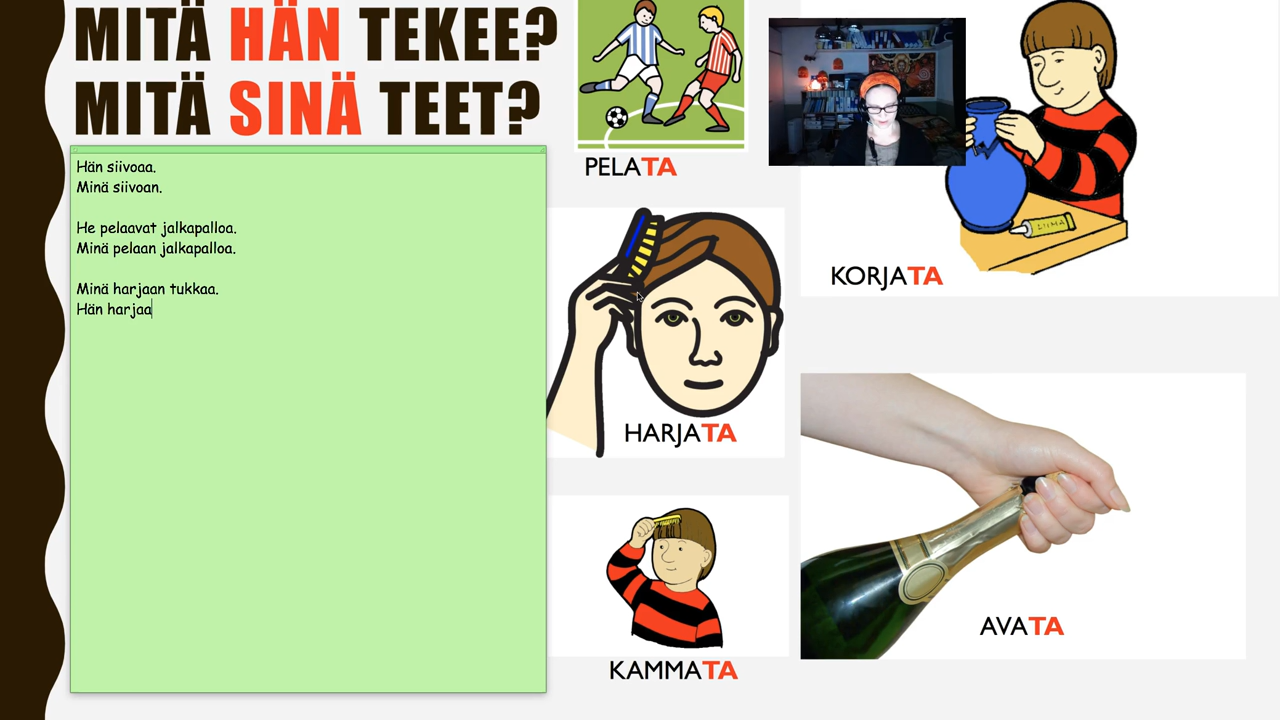 MITÄ HÄN TEKEE?
MITÄ SINÄ TEET?
Hän siivoaa.
Minä siivoan.
He pelaavat jalkapalloa.
Minä pelaan jalkapalloa.
Minä harjaan tukkaa.
Hän harjaa
PELATA
HARJATA
KAMMATA
KORJATA
AVATA